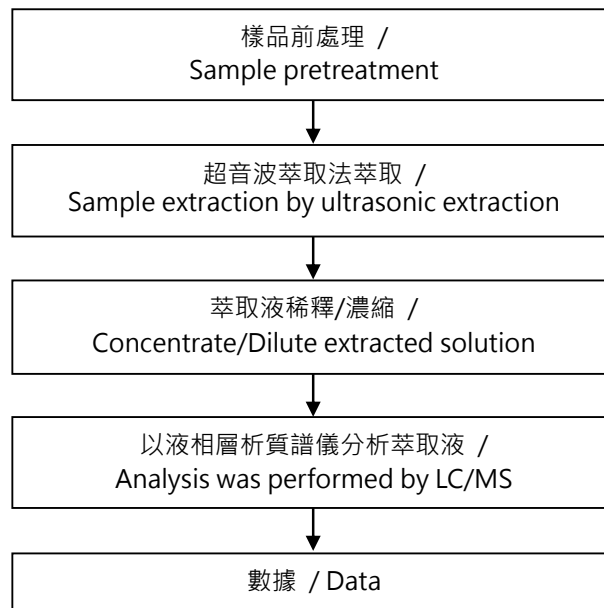 樣品前處理 /
Sample pretreatment
超音波萃取法萃取 /
Sample extraction by ultrasonic extraction
萃取液稀釋/濃縮 /
Concentrate/Dilute extracted solution
以液相層析質譜儀分析萃取液 /
Analysis was performed by LC/MS
數據 / Data